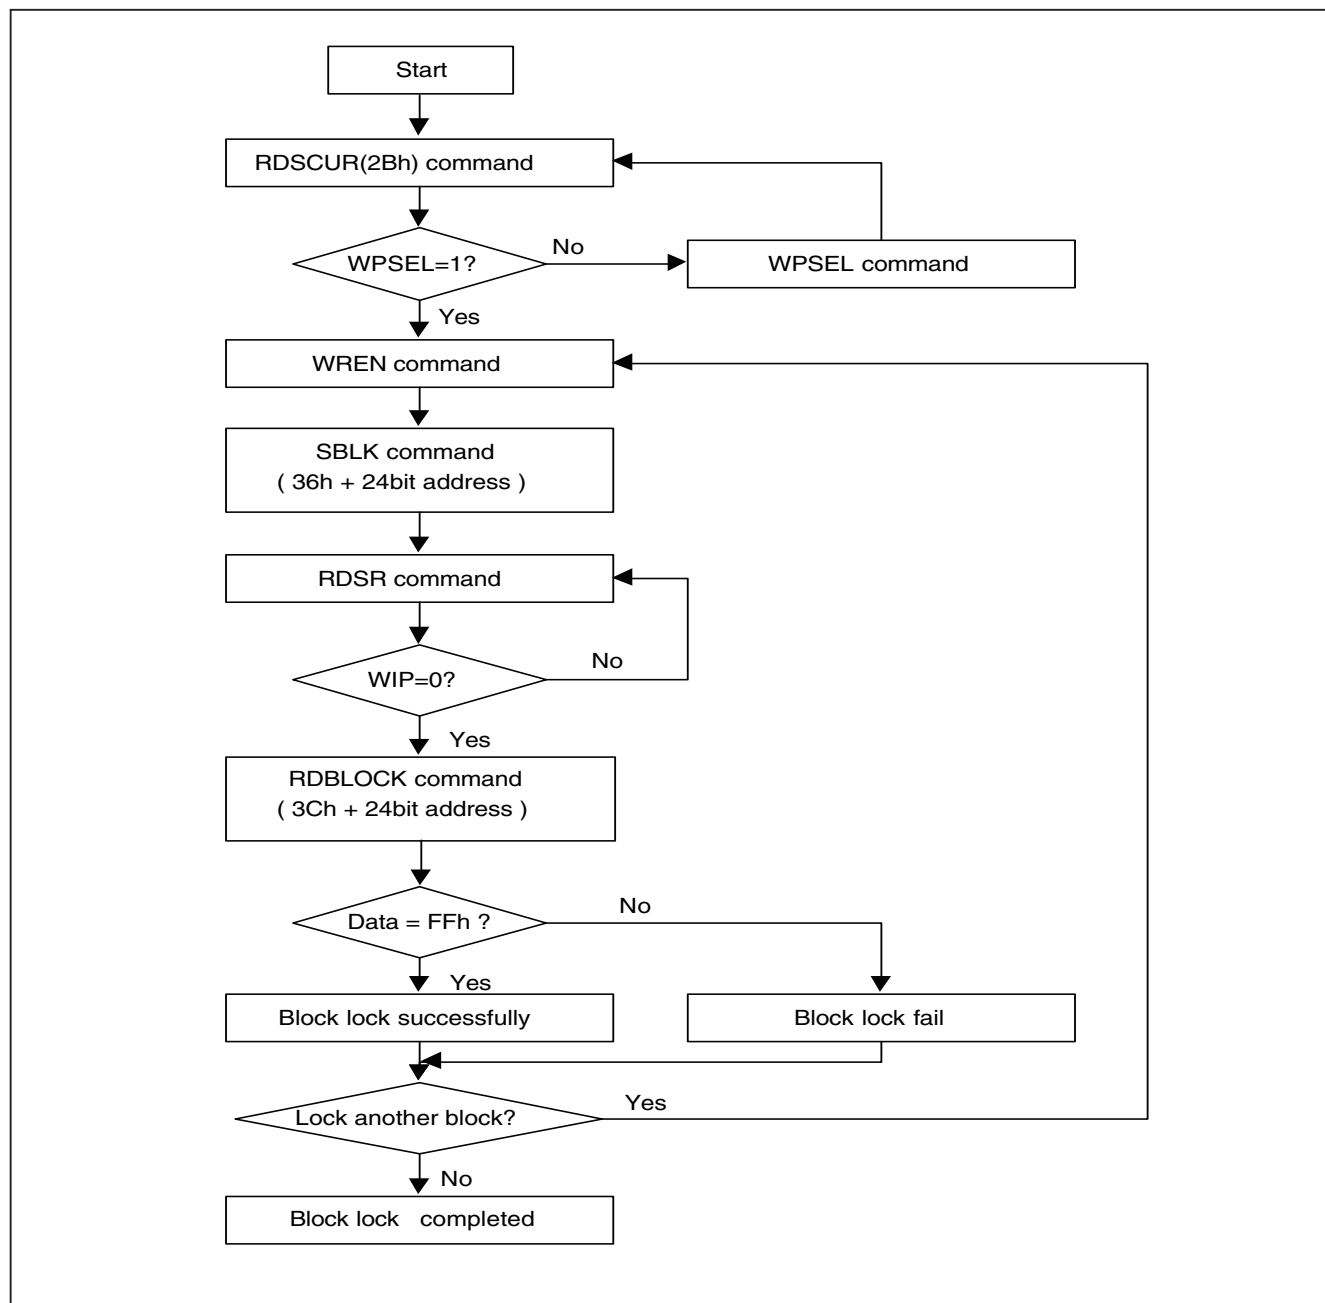 Start
RDSCUR(2Bh) command
WPSEL=1?
No
WPSEL command
Yes
WREN command
SBLK command
( 36h + 24bit address )
RDSR command
WIP=0?
No
Yes
RDBLOCK command
( 3Ch + 24bit address )
Data = FFh ?
No
Yes
Block lock successfully
Block lock fail
Lock another block?
Yes
No
Block lock completed